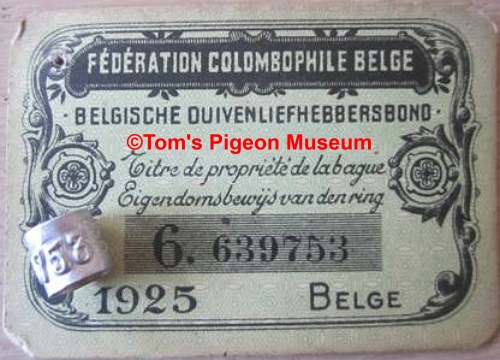 FÉDÉRATION COLOMBOPHILE BELGE
BELGISCHE DUIVENLIEFHEBBERSBOND
©Tom's Pigeon Museum
Titre de propriété de la bague
Eigendomsbewijs van den ring
6. 639753
753
1925 BELGE